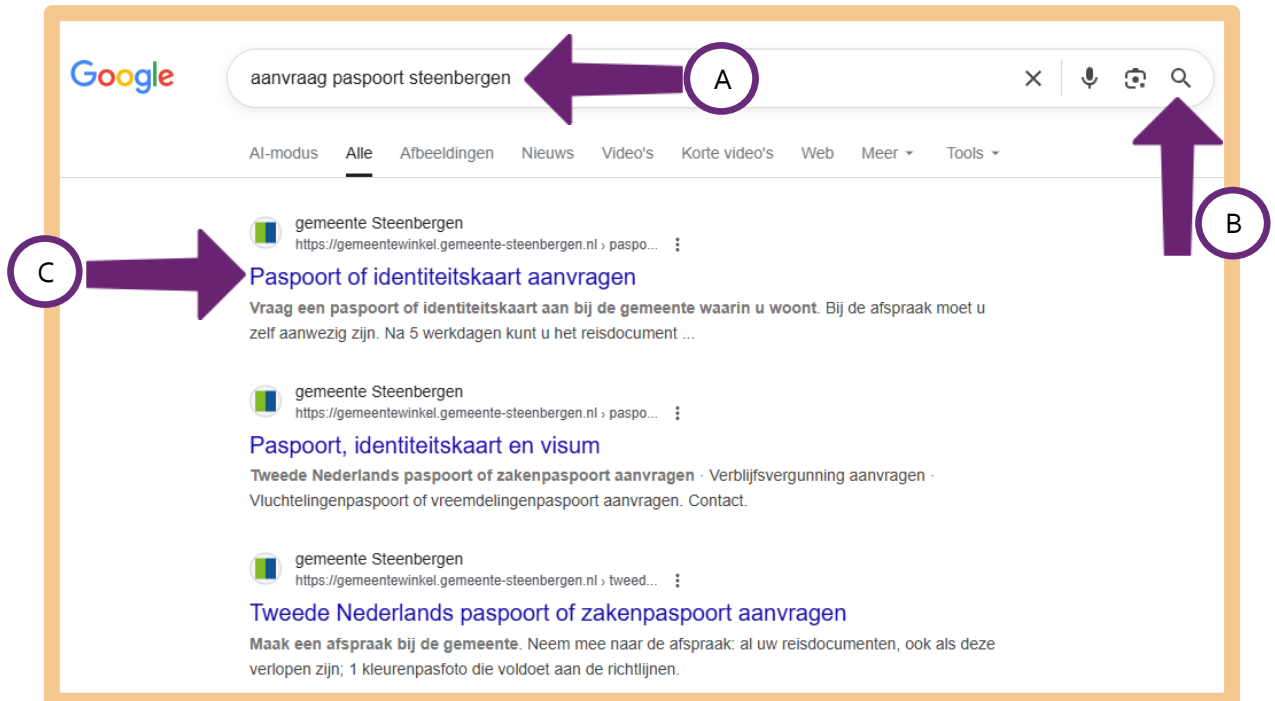 Google
aanvraag paspoort steenbergen
A
AI-modus Alle Afbeeldingen Nieuws Video's Korte video's Web Meer Tools
B
gemeente Steenbergen
https://gemeentewinkel.gemeente-steenbergen.nl › paspo...
C
Paspoort of identiteitskaart aanvragen
Vraag een paspoort of identiteitskaart aan bij de gemeente waarin u woont. Bij de afspraak moet u
zelf aanwezig zijn. Na 5 werkdagen kunt u het reisdocument ...
gemeente Steenbergen
https://gemeentewinkel.gemeente-steenbergen.nl › paspo...
Paspoort, identiteitskaart en visum
Tweede Nederlands paspoort of zakenpaspoort aanvragen · Verblijfsvergunning aanvragen ·
Vluchtelingenpaspoort of vreemdelingenpaspoort aanvragen. Contact.
gemeente Steenbergen
https://gemeentewinkel.gemeente-steenbergen.nl › tweed...
Tweede Nederlands paspoort of zakenpaspoort aanvragen
Maak een afspraak bij de gemeente. Neem mee naar de afspraak: al uw reisdocumenten, ook als deze
verlopen zijn; 1 kleurenpasfoto die voldoet aan de richtlijnen.